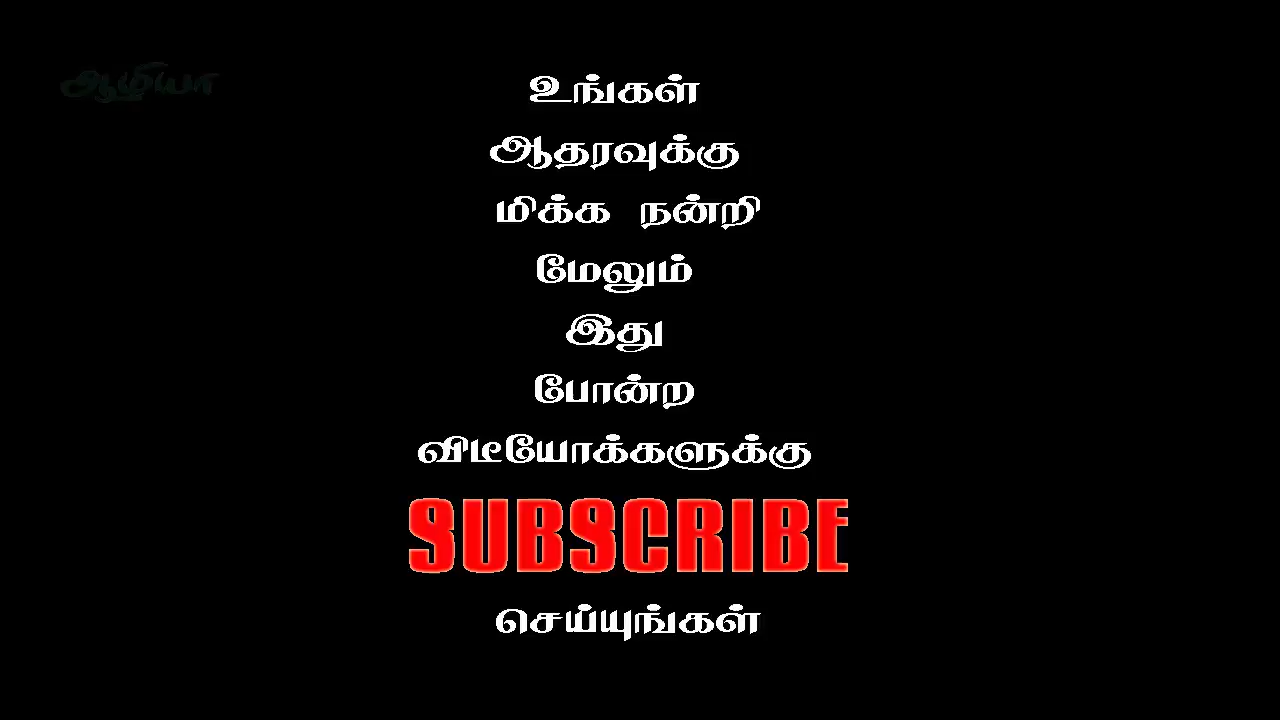 உங்கள்
ஆதரவுக்கு
மிக்க நன்றி
மேலும்
இது
போன்ற
விடீயோக்களுக்கு
SUBSCRIBE
செய்யுங்கள்